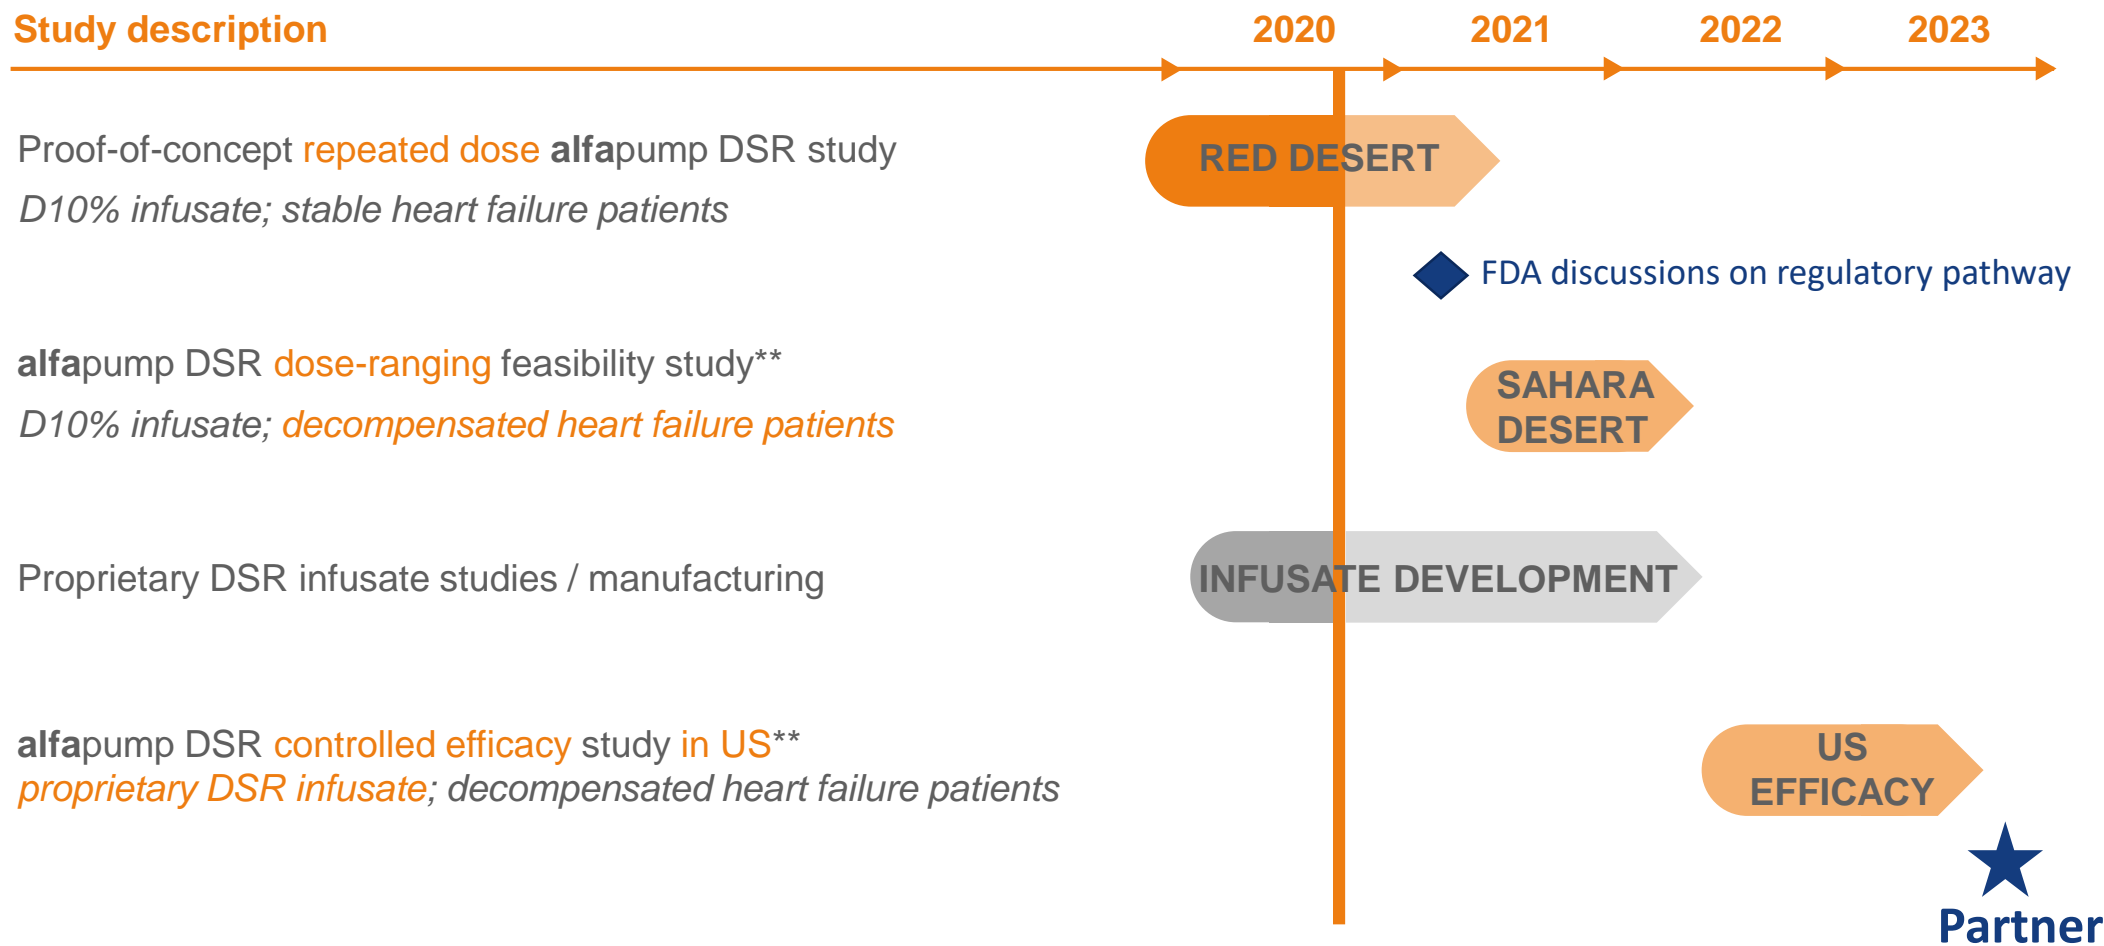 Study description 2020 2021 2022 2023
Proof-of-concept repeated dose alfapump DSR study
D10% infusate; stable heart failure patients
RED DESERT
FDA discussions on regulatory pathway
alfapump DSR dose-ranging feasibility study**
D10% infusate; decompensated heart failure patients
SAHARA
DESERT
Proprietary DSR infusate studies / manufacturing
INFUSATE DEVELOPMENT
alfapump DSR controlled efficacy study in US**
proprietary DSR infusate; decompensated heart failure patients
US
EFFICACY
Partner